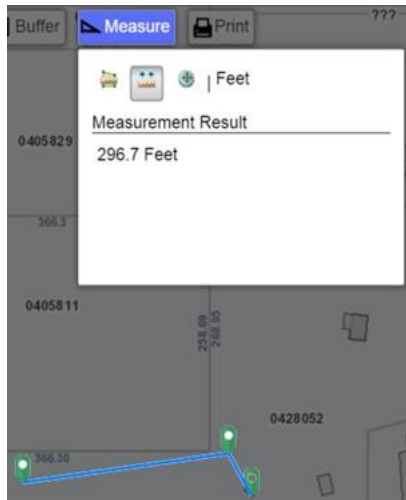 Buffer Measure Print
???
| Feet
Measurement Result
296.7 Feet
0405829
366.3
0405811
258.69
268.95
0428052
366.30